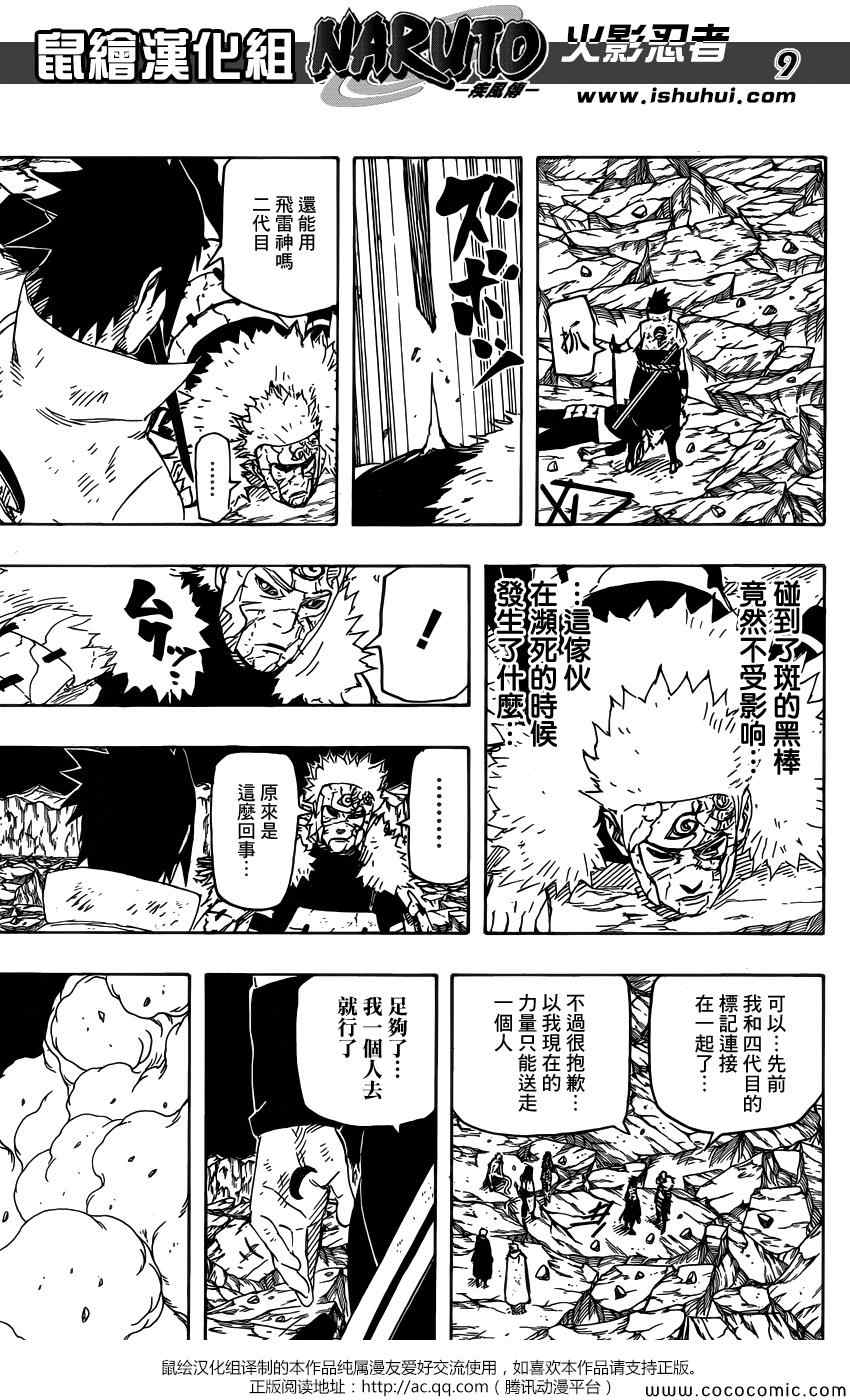 鼠繪漢化組
NARUTO
疾風傳
火影忍者
9
www.ishuhui.com
抓
ズボッ
還能用
飛雷神嗎
二代目
……
碰到了斑的黑棒
竟然不受影响…
…這傢伙
在瀕死的時候
發生了什麼…
！
ムクッ…
………
原來是
這麼回事…
可以…先前
我和四代目的
標記連接
在一起了…
不過很抱歉…
以我現在的
力量只能送走
一個人
足夠了…
我一個人去
就行了
鼠绘汉化组译制的本作品纯属漫友爱好交流使用，如喜欢本作品请支持正版。
正版阅读地址：http://ac.qq.com（腾讯动漫平台）
www.cococomic.com